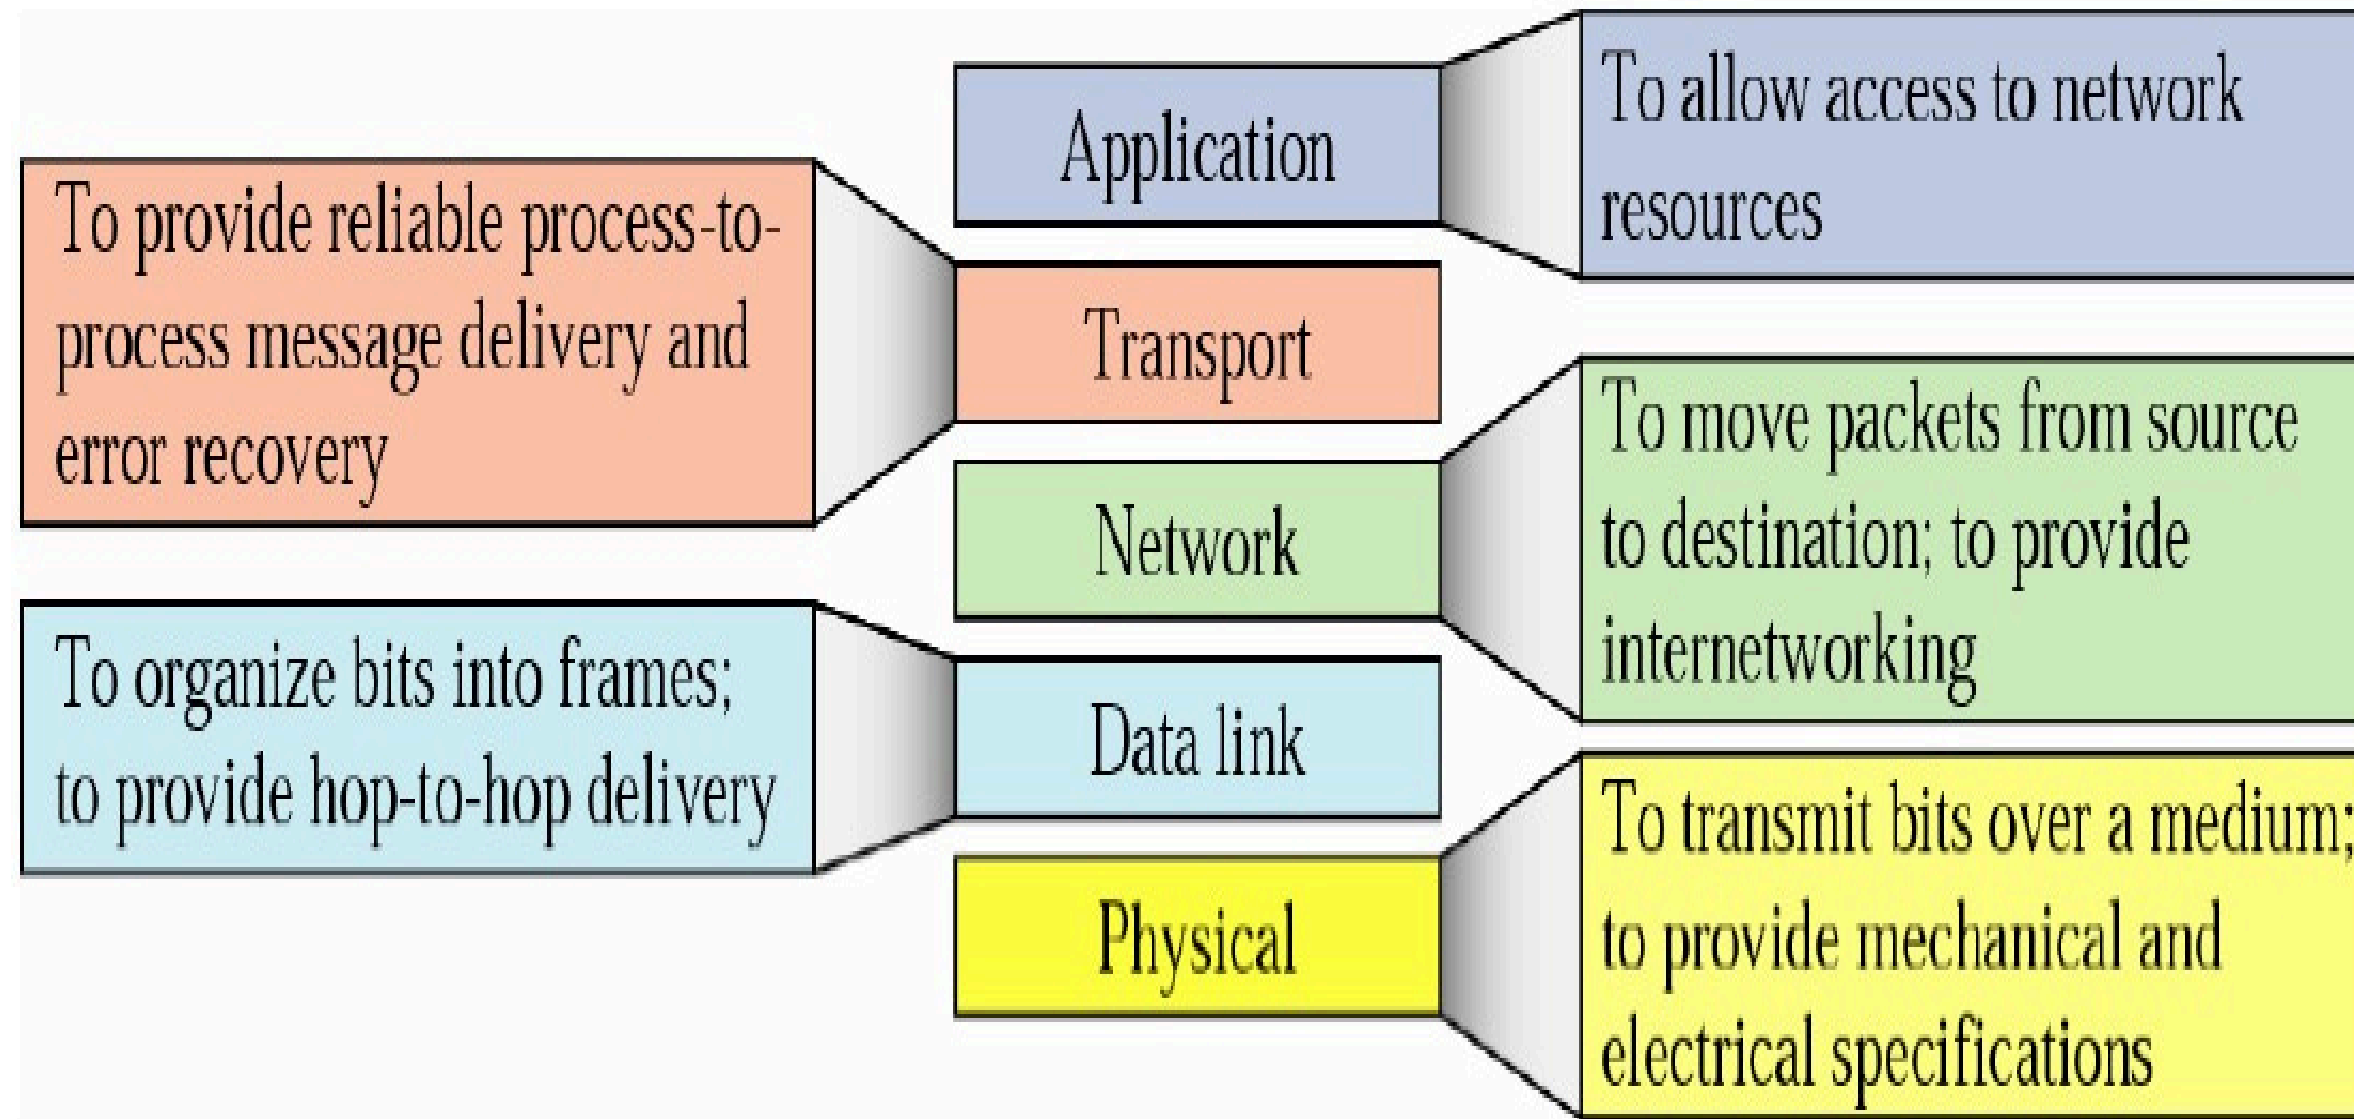 Application
To allow access to network
resources
To provide reliable process-to-
process message delivery and
error recovery
Transport
Network
To move packets from source
to destination; to provide
internetworking
To organize bits into frames;
to provide hop-to-hop delivery
Data link
Physical
To transmit bits over a medium;
to provide mechanical and
electrical specifications